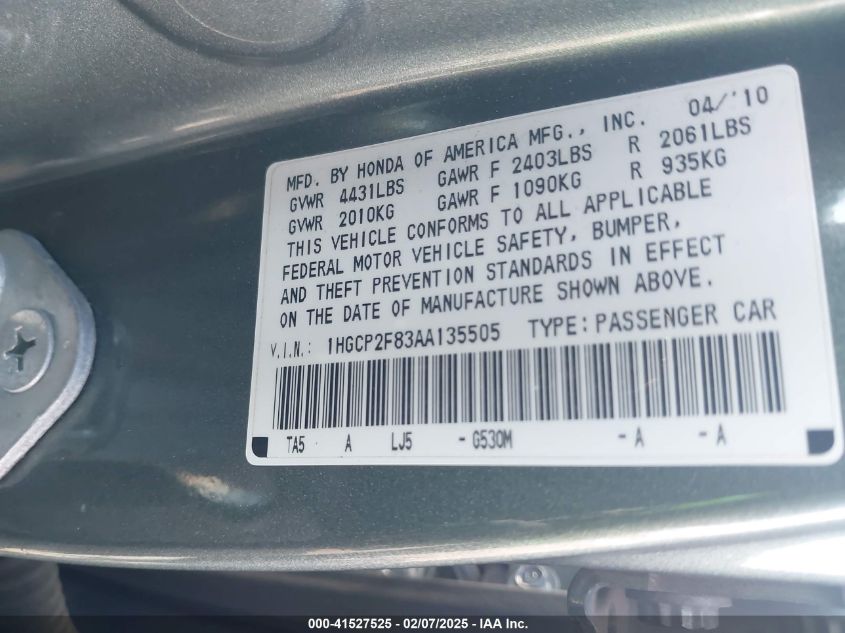 04/'10
MFD. BY HONDA OF AMERICA MFG., INC.
GVWR 4431LBS GAWR F 2403LBS R 2061LBS
GVWR 2010KG GAWR F 1090KG R 935KG
THIS VEHICLE CONFORMS TO ALL APPLICABLE
FEDERAL MOTOR VEHICLE SAFETY, BUMPER,
AND THEFT PREVENTION STANDARDS IN EFFECT
ON THE DATE OF MANUFACTURE SHOWN ABOVE.
V.I.N.: 1HGCP2F83AA135505 TYPE:PASSENGER CAR
TA5 A LJ5 -G530M -A -A
000-41527525 - 02/07/2025 - IAA Inc.